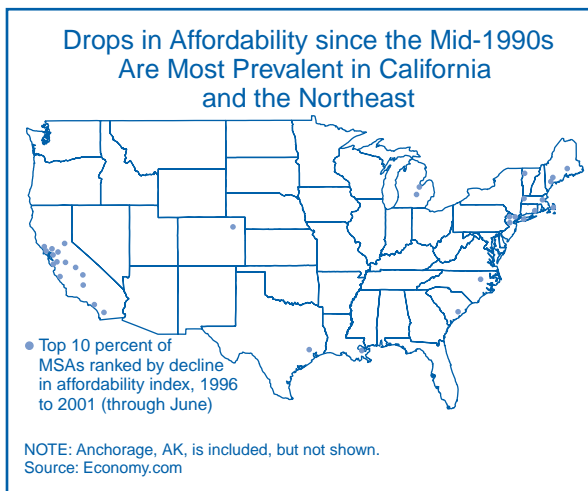 Drops in Affordability since the Mid-1990s
Are Most Prevalent in California
and the Northeast
Top 10 percent of
MSAs ranked by decline
in affordability index, 1996
to 2001 (through June)
NOTE: Anchorage, AK, is included, but not shown.
Source: Economy.com